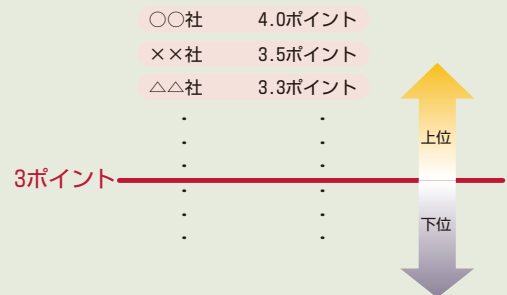 ○○社 4.0ポイント
××社 3.5ポイント
△△社 3.3ポイント
上位
3ポイント
下位